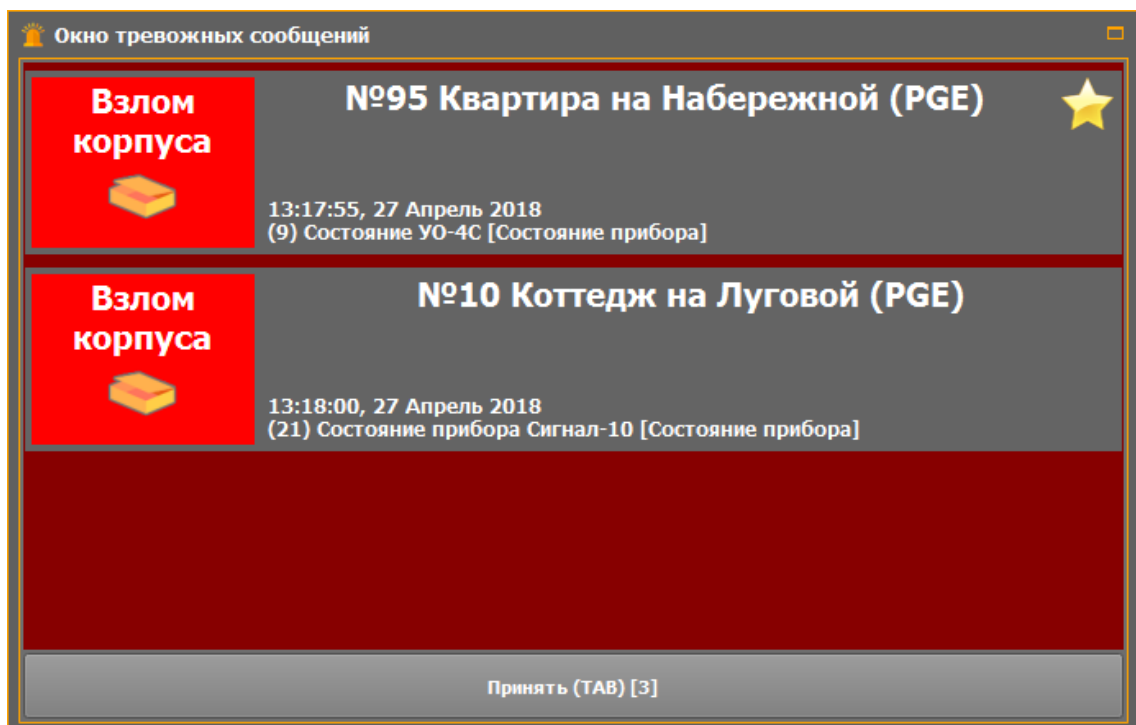 Окно тревожных сообщений
Взлом
корпуса
№95 Квартира на Набережной (PGE)
13:17:55, 27 Апрель 2018
(9) Состояние УО-4С [Состояние прибора]
Взлом
корпуса
№10 Коттедж на Луговой (PGE)
13:18:00, 27 Апрель 2018
(21) Состояние прибора Сигнал-10 [Состояние прибора]
Принять (TAB) [3]